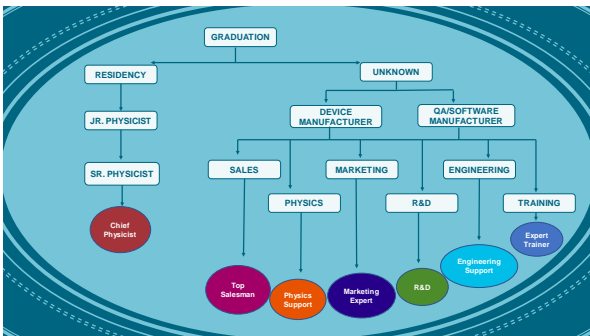 GRADUATION
RESIDENCY
UNKNOWN
JR. PHYSICIST
DEVICE
MANUFACTURER
QA/SOFTWARE
MANUFACTURER
SR. PHYSICIST
SALES
MARKETING
ENGINEERING
PHYSICS
R&D
TRAINING
Chief
Physicist
Expert
Trainer
Engineering
Support
Top
Salesman
Physics
Support
Marketing
Expert
R&D